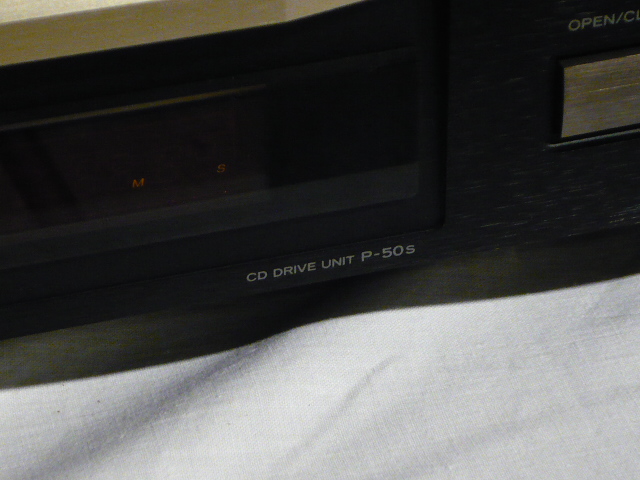 OPEN/CL
M S
CD DRIVE UNIT P-50S